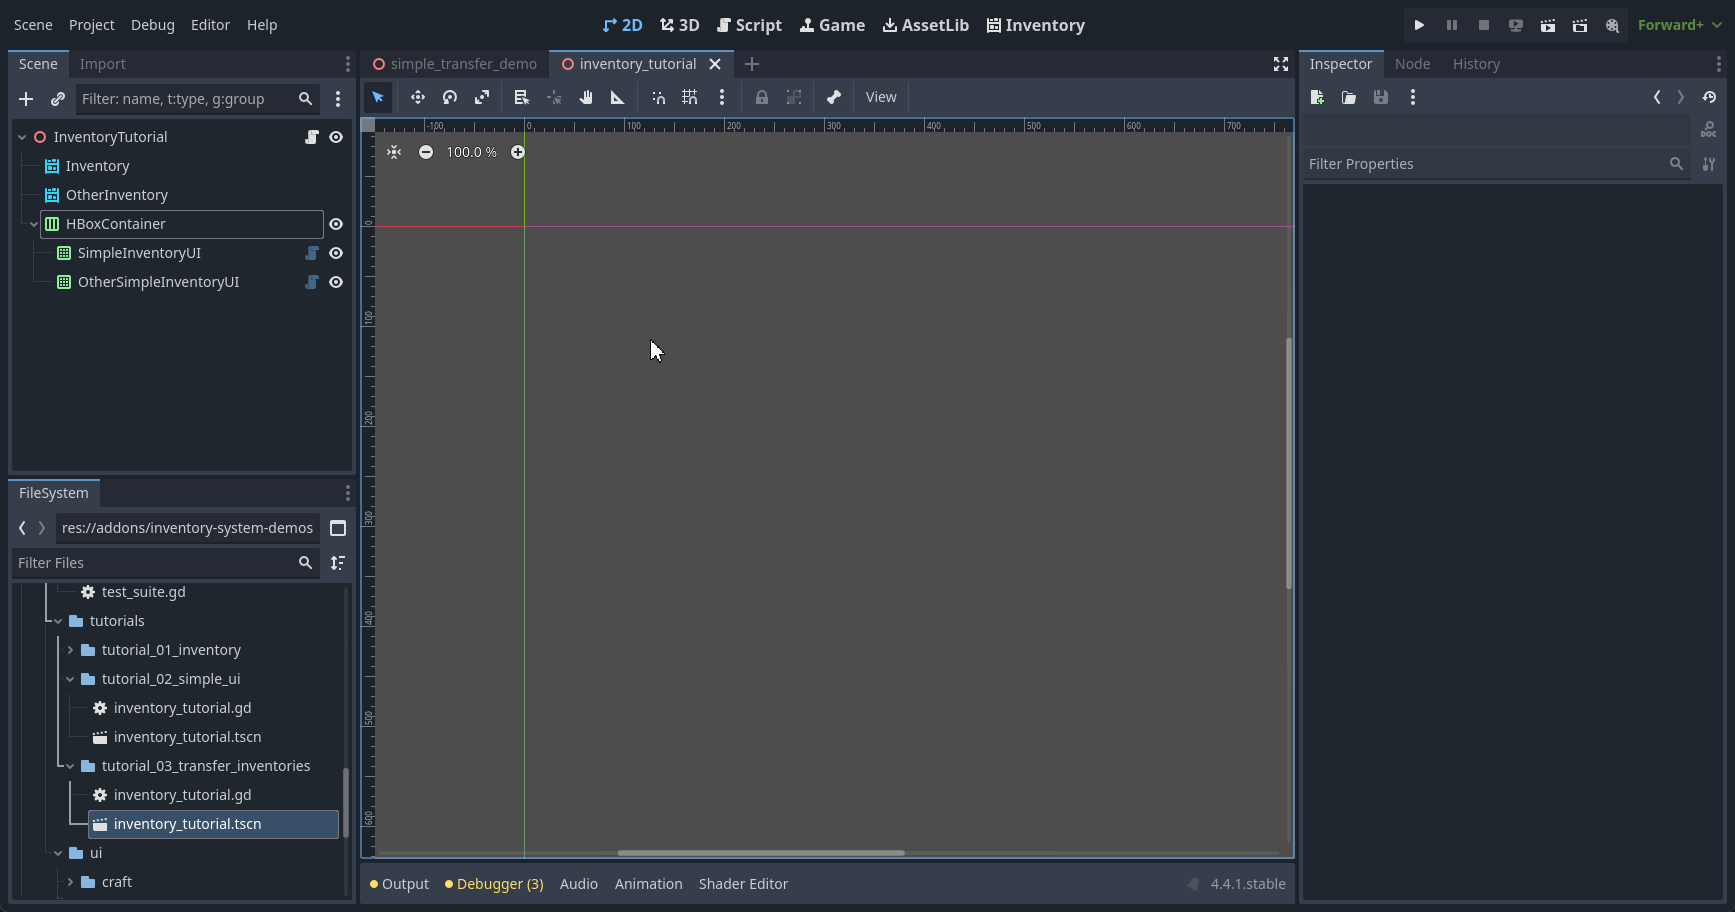 Scene Project Debug Editor Help
2D 3D Script Game AssetLib Inventory
Forward+
Scene Import
Filter: name, t:type, g:group
InventoryTutorial
Inventory
OtherInventory
HBoxContainer
SimpleInventoryUI
OtherSimpleInventoryUI
FileSystem
res://addons/inventory-system-demos
Filter Files
test_suite.gd
tutorials
tutorial_01_inventory
tutorial_02_simple_ui
inventory_tutorial.gd
inventory_tutorial.tscn
tutorial_03_transfer_inventories
inventory_tutorial.gd
inventory_tutorial.tscn
ui
craft
simple_transfer_demo inventory_tutorial
View
-100 0 100 200 300 400 500 600 700
100.0 %
0
100
200
300
400
500
600
Output Debugger (3) Audio Animation Shader Editor
4.4.1.stable
Inspector Node History
DOC
Filter Properties